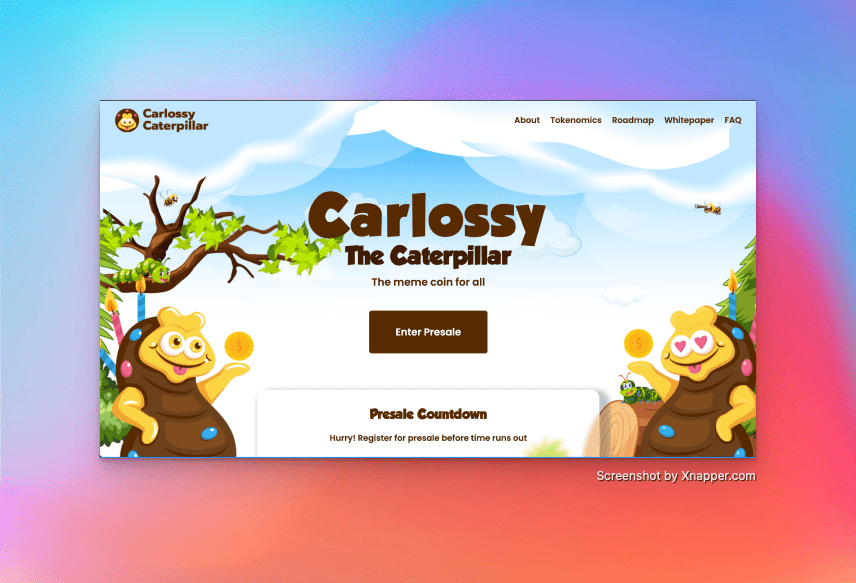 Carlossy
Caterpillar
About Tokenomics Roadmap Whitepaper FAQ
Carlossy
The Caterpillar
The meme coin for all
Enter Presale
$
$
Presale Countdown
Hurry! Register for presale before time runs out
Screenshot by Xnapper.com